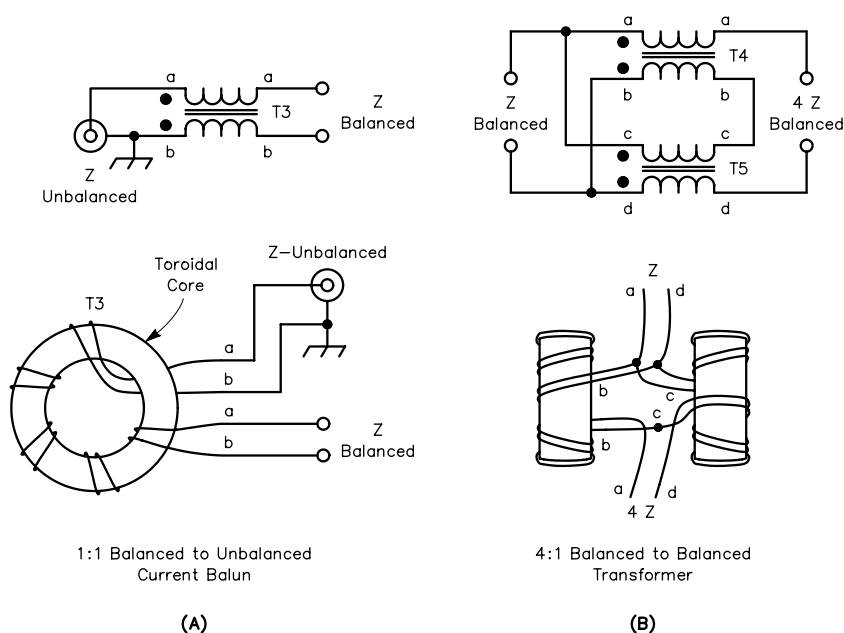 a a
T3
b b
Z
Unbalanced
Z
Balanced
Toroidal
Core
T3
Z-Unbalanced
a
b
a
b
Z
Balanced
1:1 Balanced to Unbalanced
Current Balun
(A)
a a
T4
b b
Z
Balanced
4 Z
Balanced
c c
T5
d d
Z
a d
b c
c
b
a d
4 Z
4:1 Balanced to Balanced
Transformer
(B)